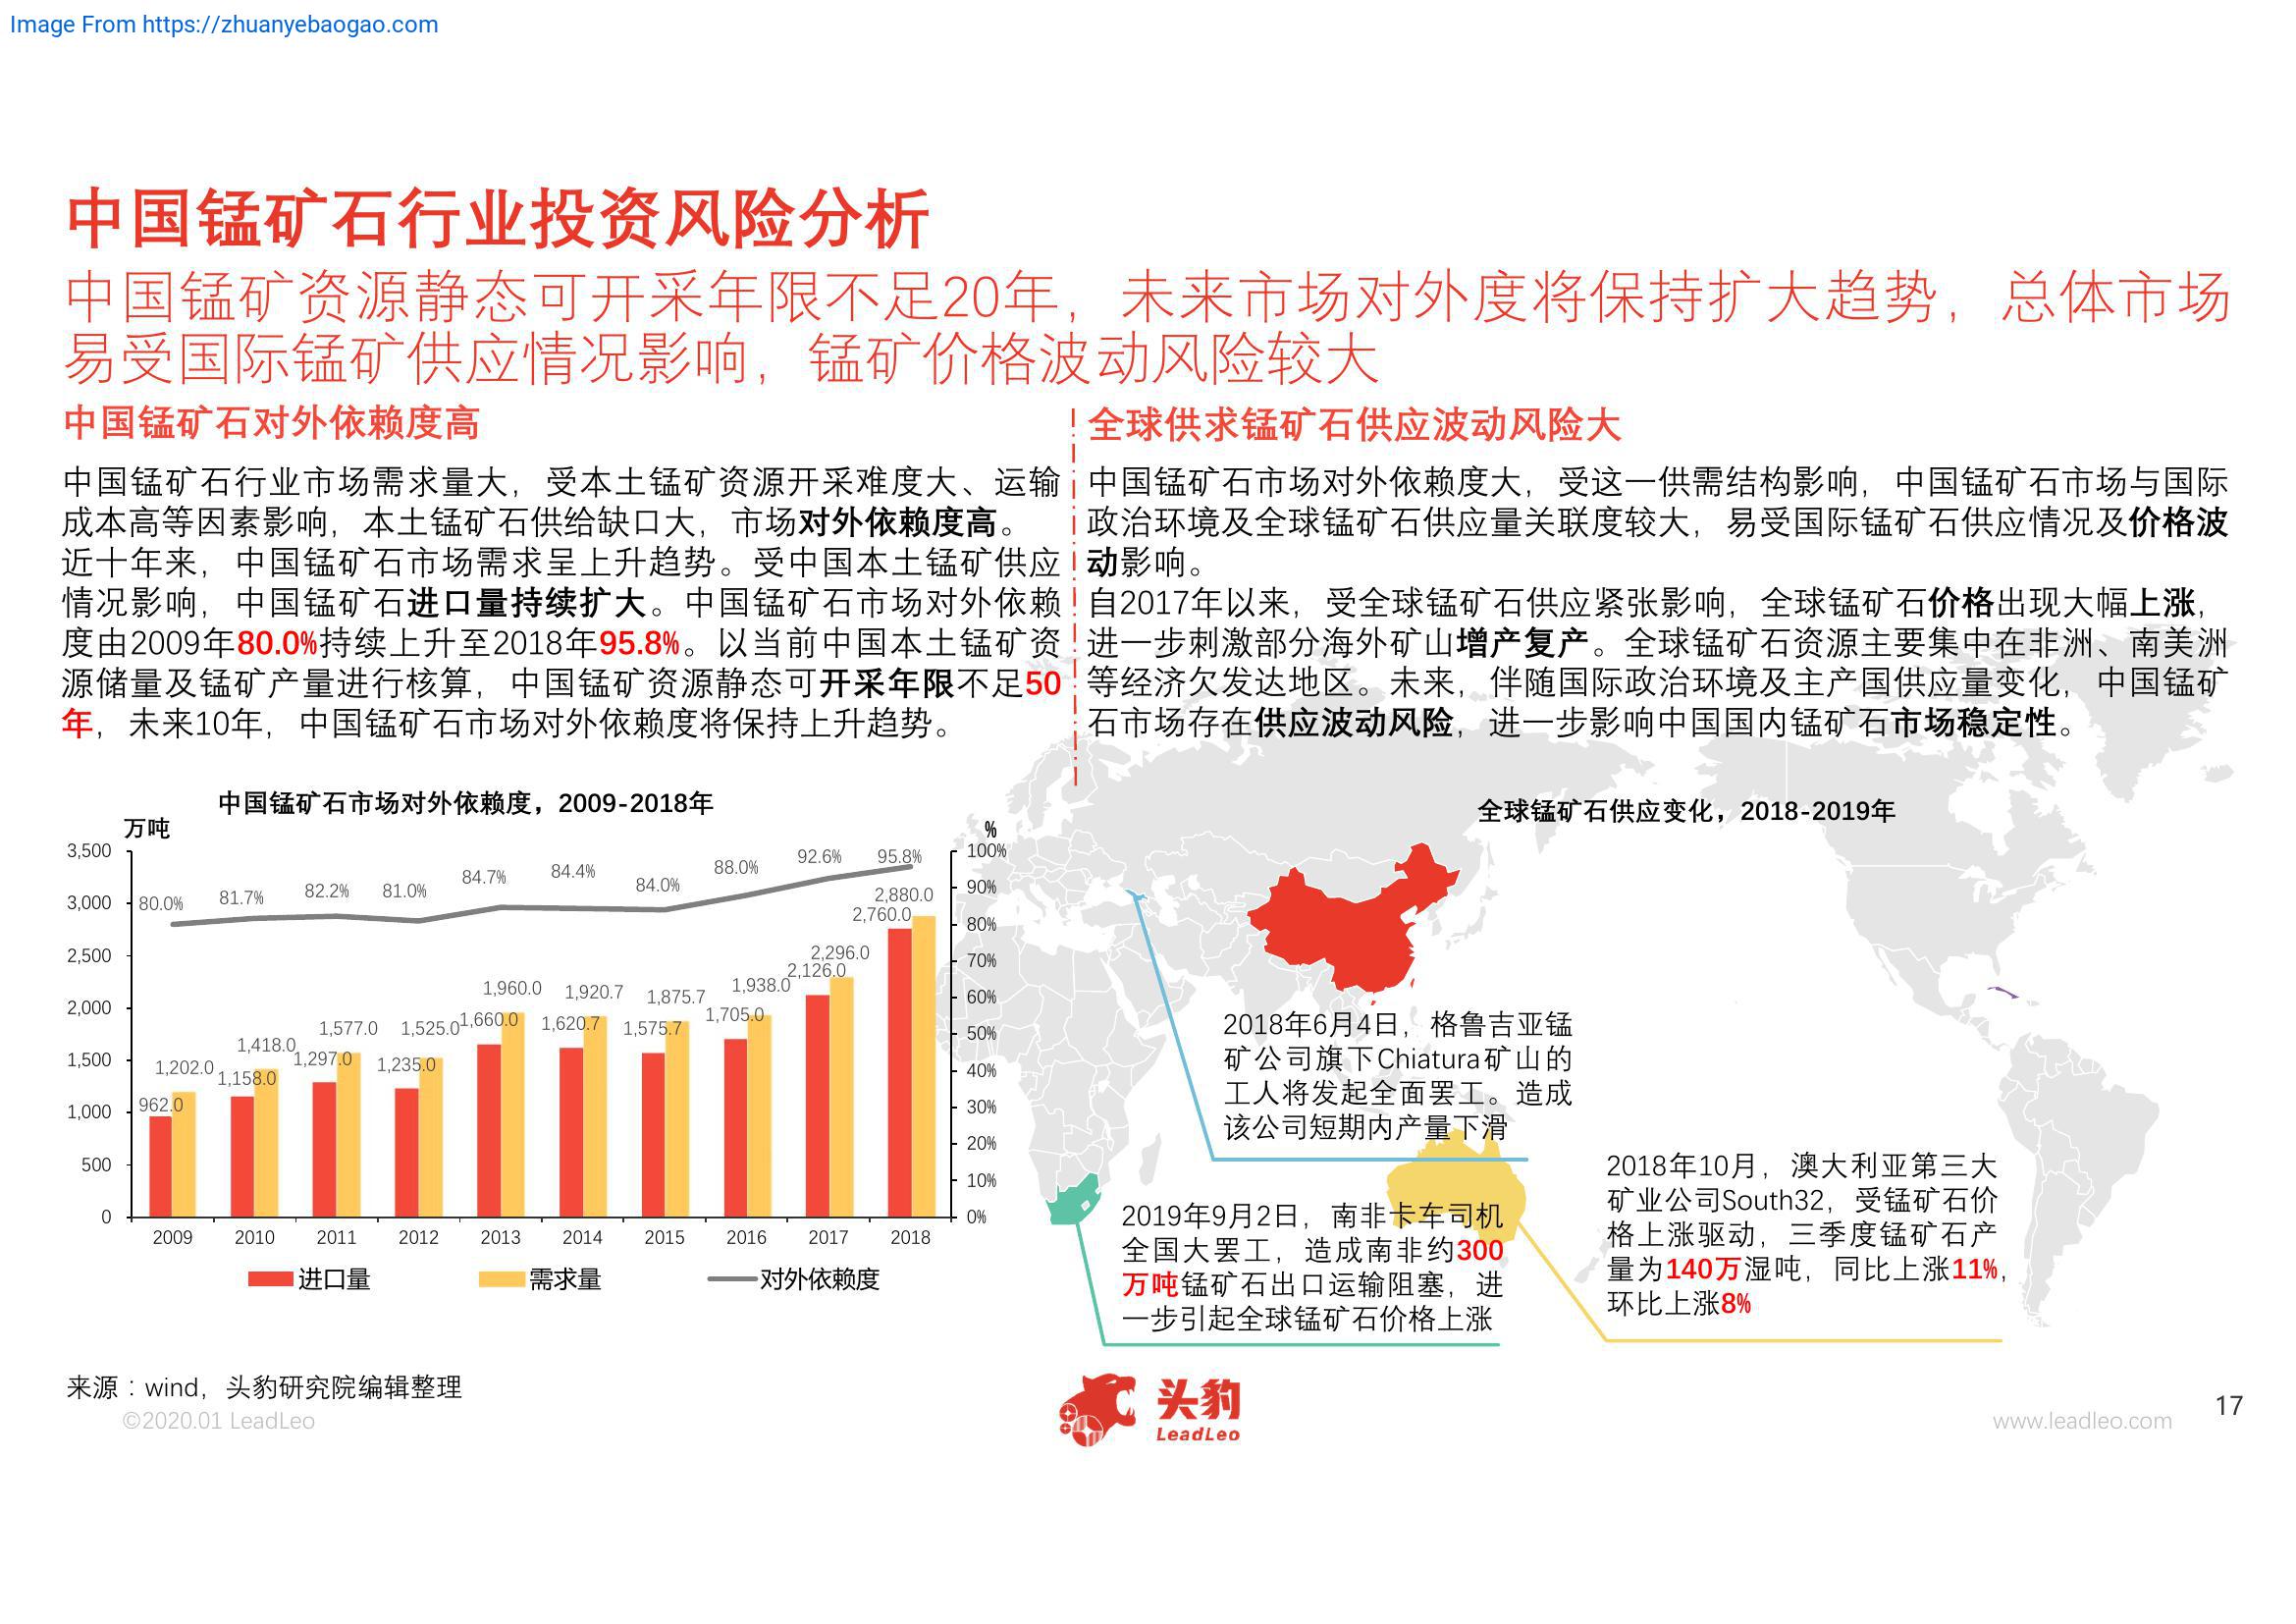 Image From https://zhuanyebaogao.com
中国锰矿石行业投资风险分析
中国锰矿资源静态可开采年限不足20年，未来市场对外度将保持扩大趋势，总体市场
易受国际锰矿供应情况影响，锰矿价格波动风险较大
中国锰矿石对外依赖度高
中国锰矿石行业市场需求量大，受本土锰矿资源开采难度大、运输
成本高等因素影响，本土锰矿石供给缺口大，市场对外依赖度高。
近十年来，中国锰矿石市场需求呈上升趋势。受中国本土锰矿供应
情况影响，中国锰矿石进口量持续扩大。中国锰矿石市场对外依赖
度由2009年80.0%持续上升至2018年95.8%。以当前中国本土锰矿资
源储量及锰矿产量进行核算，中国锰矿资源静态可开采年限不足50
年，未来10年，中国锰矿石市场对外依赖度将保持上升趋势。
全球供求锰矿石供应波动风险大
中国锰矿石市场对外依赖度大，受这一供需结构影响，中国锰矿石市场与国际
政治环境及全球锰矿石供应量关联度较大，易受国际锰矿石供应情况及价格波
动影响。
自2017年以来，受全球锰矿石供应紧张影响，全球锰矿石价格出现大幅上涨，
进一步刺激部分海外矿山增产复产。全球锰矿石资源主要集中在非洲、南美洲
等经济欠发达地区。未来，伴随国际政治环境及主产国供应量变化，中国锰矿
石市场存在供应波动风险，进一步影响中国国内锰矿石市场稳定性。
中国锰矿石市场对外依赖度，2009-2018年
万吨
%
3,500
3,000
2,500
2,000
1,500
1,000
500
0
100%
90%
80%
70%
60%
50%
40%
30%
20%
10%
0%
80.0%
81.7%
82.2%
81.0%
84.7%
84.4%
84.0%
88.0%
92.6%
95.8%
962.0
1,202.0
1,158.0
1,418.0
1,297.0
1,577.0
1,235.0
1,525.0
1,660.0
1,960.0
1,620.7
1,920.7
1,575.7
1,875.7
1,705.0
1,938.0
2,126.0
2,296.0
2,760.0
2,880.0
2009 2010 2011 2012 2013 2014 2015 2016 2017 2018
进口量 需求量 对外依赖度
全球锰矿石供应变化，2018-2019年
2018年6月4日，格鲁吉亚锰
矿公司旗下Chiatura矿山的
工人将发起全面罢工。造成
该公司短期内产量下滑
2019年9月2日，南非卡车司机
全国大罢工，造成南非约300
万吨锰矿石出口运输阻塞，进
一步引起全球锰矿石价格上涨
2018年10月，澳大利亚第三大
矿业公司South32，受锰矿石价
格上涨驱动，三季度锰矿石产
量为140万湿吨，同比上涨11%，
环比上涨8%
来源：wind，头豹研究院编辑整理
©2020.01 LeadLeo
头豹
LeadLeo
www.leadleo.com
17